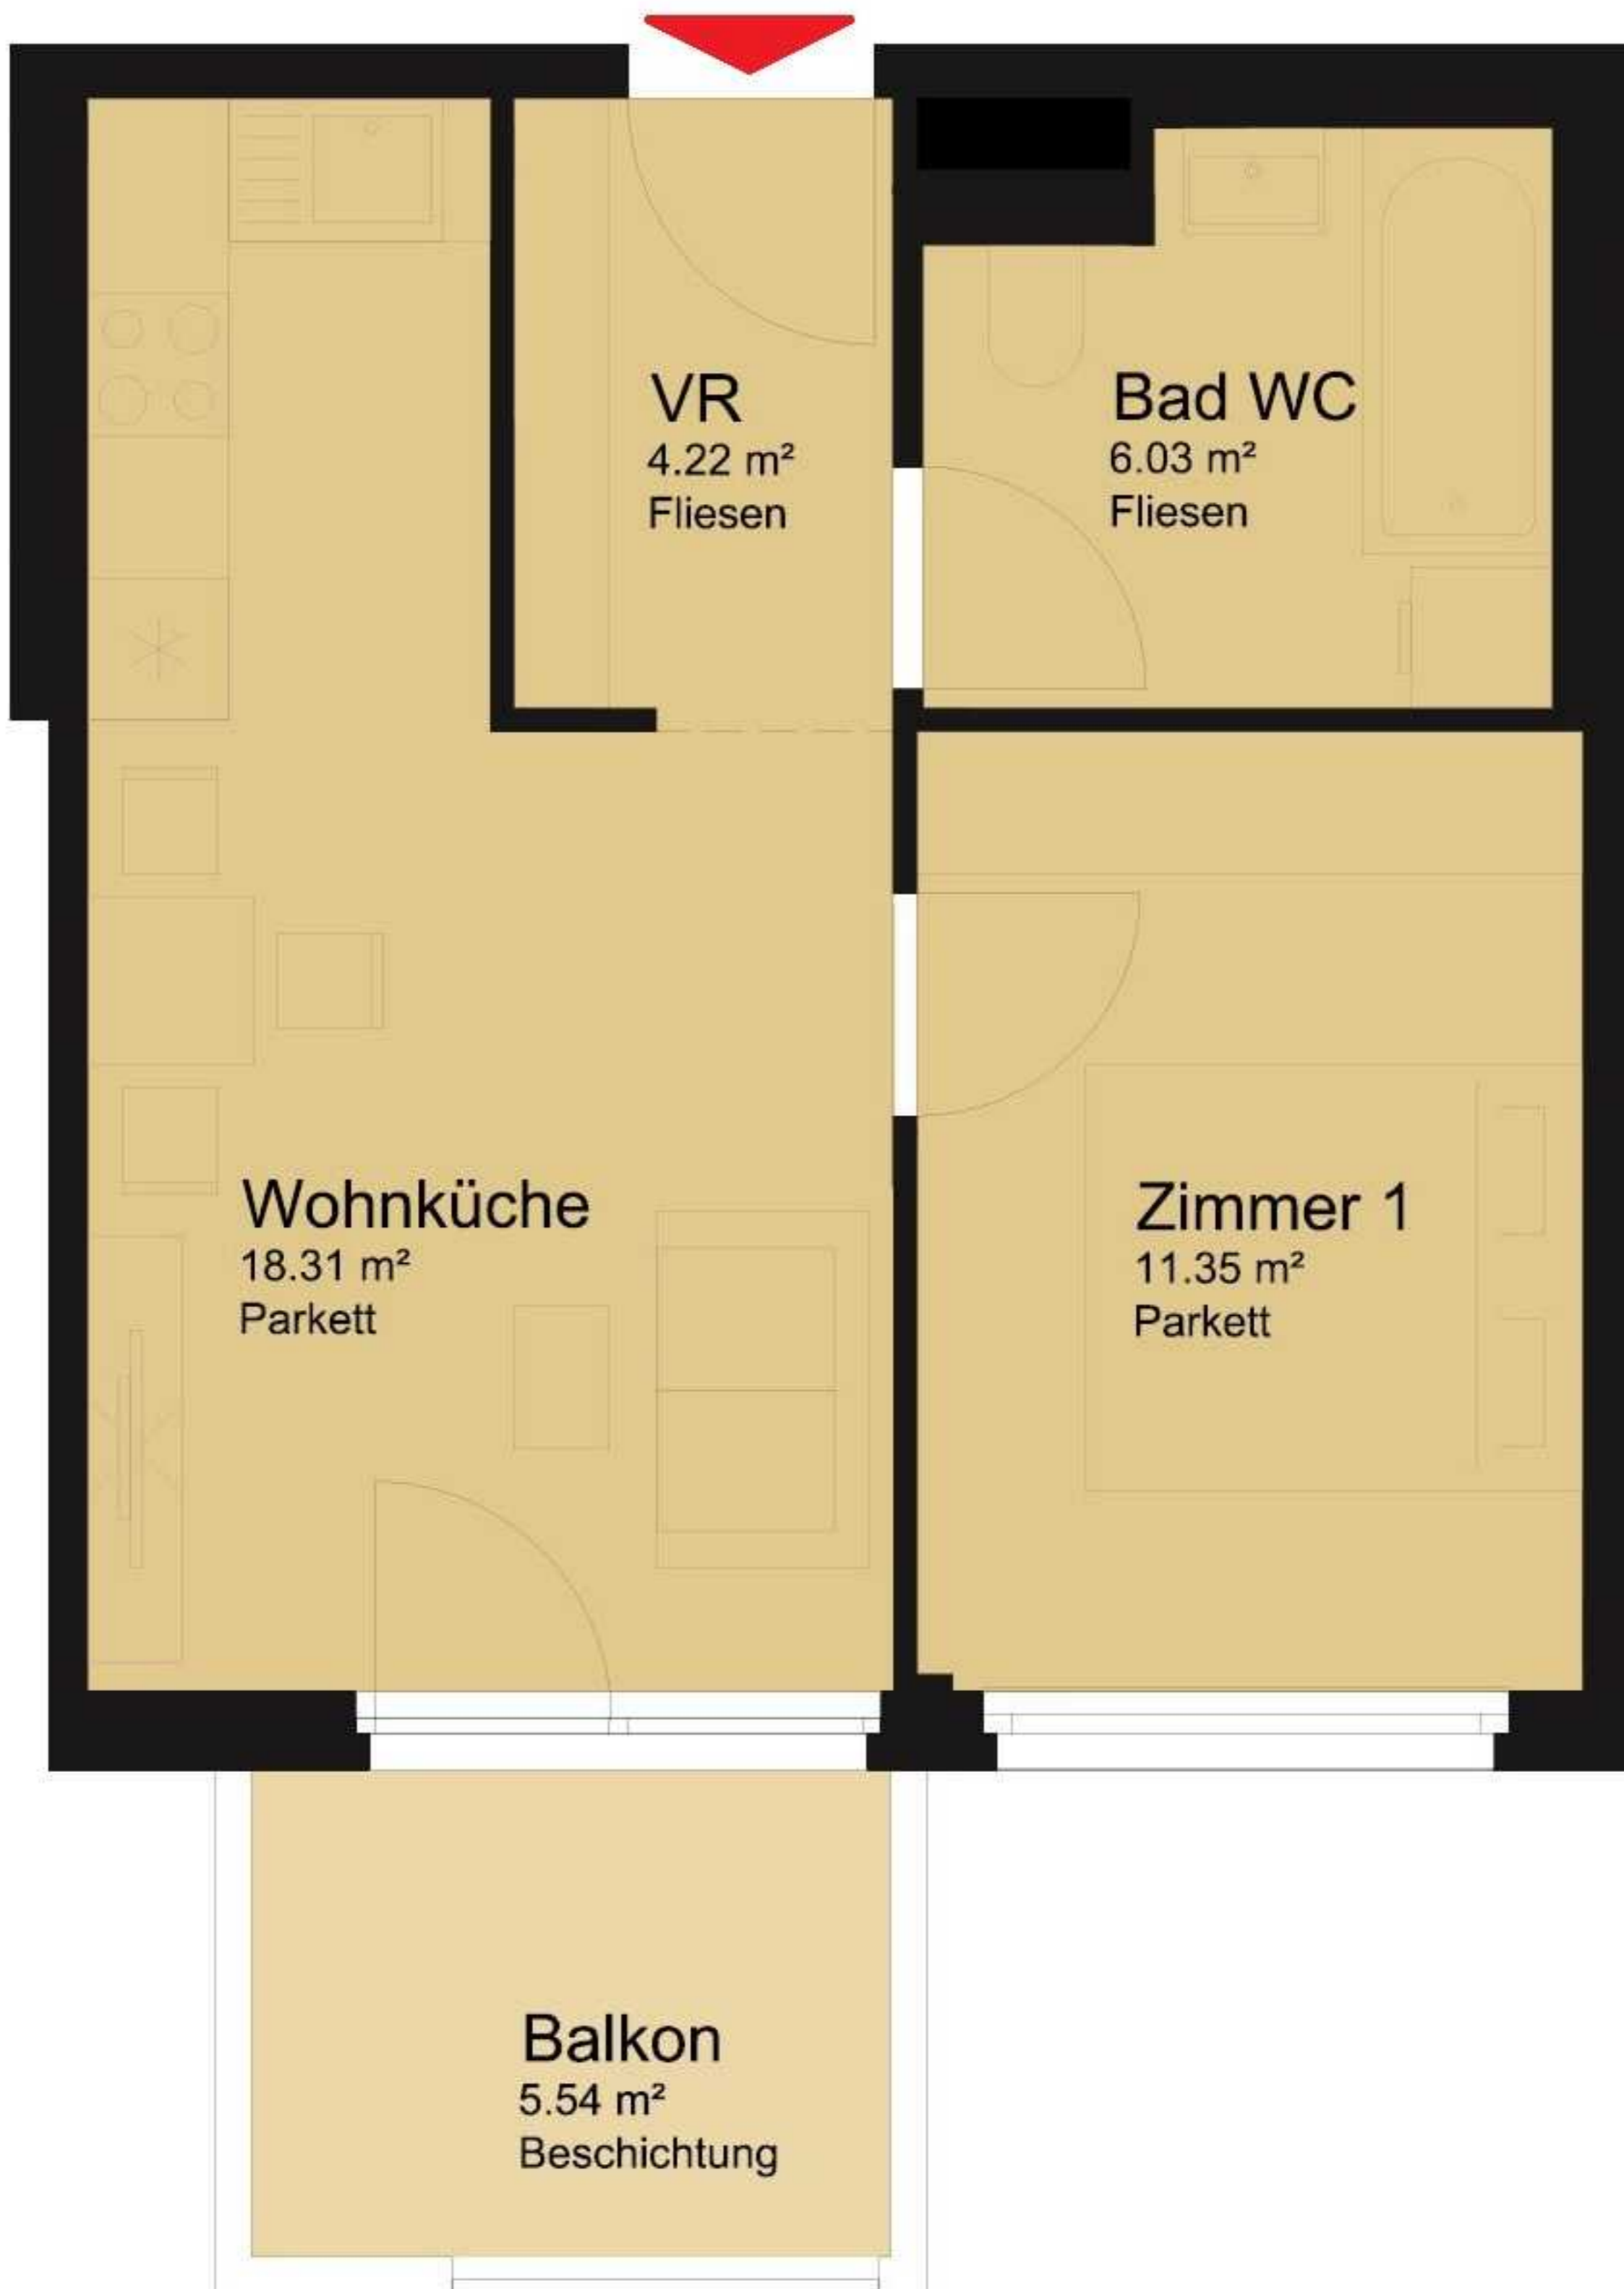 VR
4.22 m²
Fliesen
Bad WC
6.03 m²
Fliesen
Wohnküche
18.31 m²
Parkett
Zimmer 1
11.35 m²
Parkett
Balkon
5.54 m²
Beschichtung